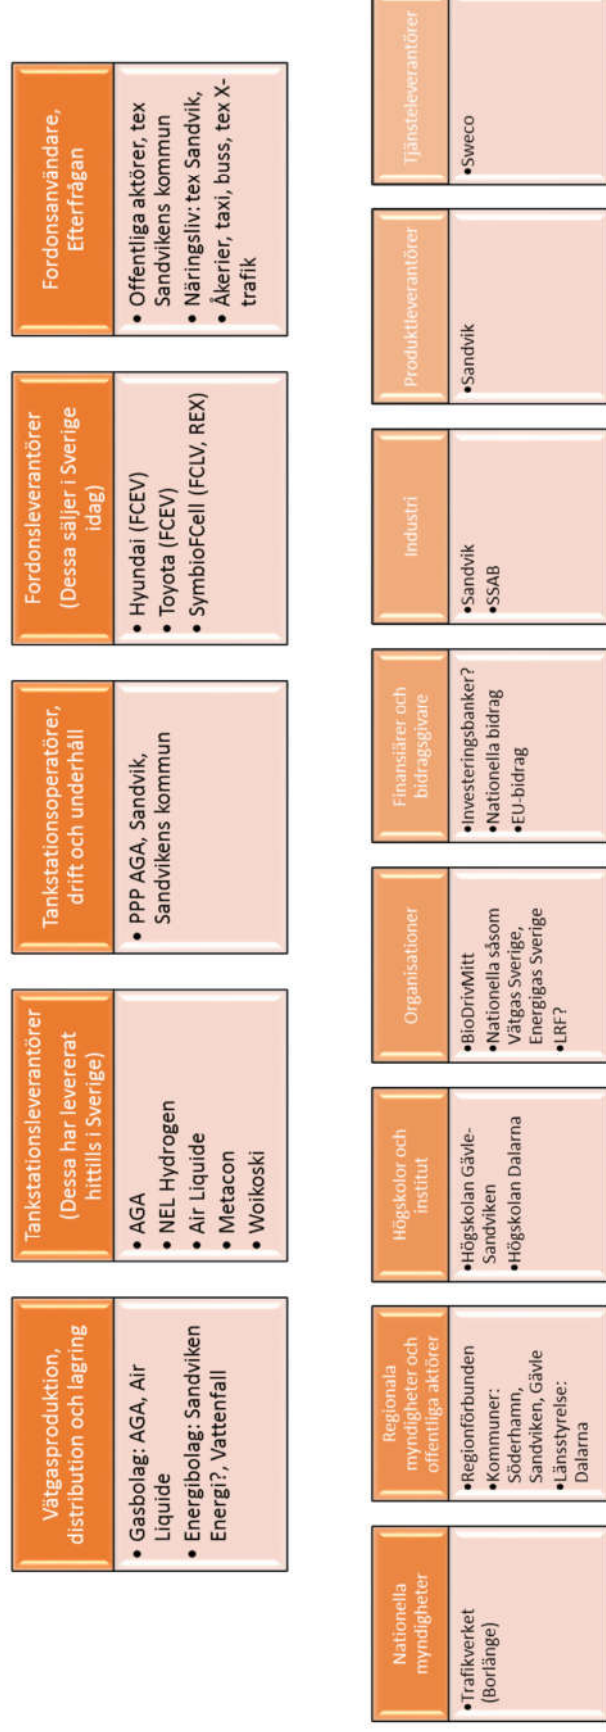 Vätgasproduktion,
distribution och lagring
• Gasbolag: AGA, Air
Liquide
• Energibolag: Sandviken
Energi?, Vattenfall
Tankstationsleverantörer
(Dessa har levererat
hittills i Sverige)
• AGA
• NEL Hydrogen
• Air Liquide
• Metacon
• Woikoski
Tankstationsoperatörer,
drift och underhåll
• PPP AGA, Sandvik,
Sandvikens kommun
Fordonsleverantörer
(Dessa säljer i Sverige
idag)
• Hyundai (FCEV)
• Toyota (FCEV)
• SymbioFCell (FCLV, REX)
Fordonsanvändare,
Efterfrågan
• Offentliga aktörer, tex
Sandvikens kommun
• Näringsliv: tex Sandvik,
• Åkerier, taxi, buss, tex X-
trafik
Nationella
myndigheter
•Trafikverket
(Borlänge)
Regionala
myndigheter och
offentliga aktörer
•Regionförbunden
•Kommuner:
Söderhamn,
Sandviken, Gävle
•Länsstyrelse:
Dalarna
Högskolor och
institut
•Högskolan Gävle-
Sandviken
•Högskolan Dalarna
Organisationer
•BioDrivMitt
•Nationella såsom
Vätgas Sverige,
Energigas Sverige
•LRF?
Finansiärer och
bidragsgivare
•Investeringsbanker?
•Nationella bidrag
•EU-bidrag
Industri
•Sandvik
•SSAB
Produktleverantörer
•Sandvik
Tjänsteleverantörer
•Sweco